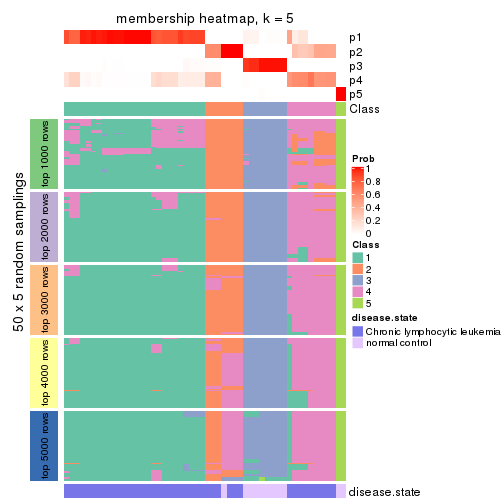 membership heatmap, k = 5
p1
p2
p3
p4
p5
Class
50 x 5 random samplings
top 1000 rows
top 2000 rows
top 3000 rows
top 4000 rows
top 5000 rows
disease.state
Prob
1
0.8
0.6
0.4
0.2
0
Class
1
2
3
4
5
disease.state
Chronic lymphocytic leukemia
normal control